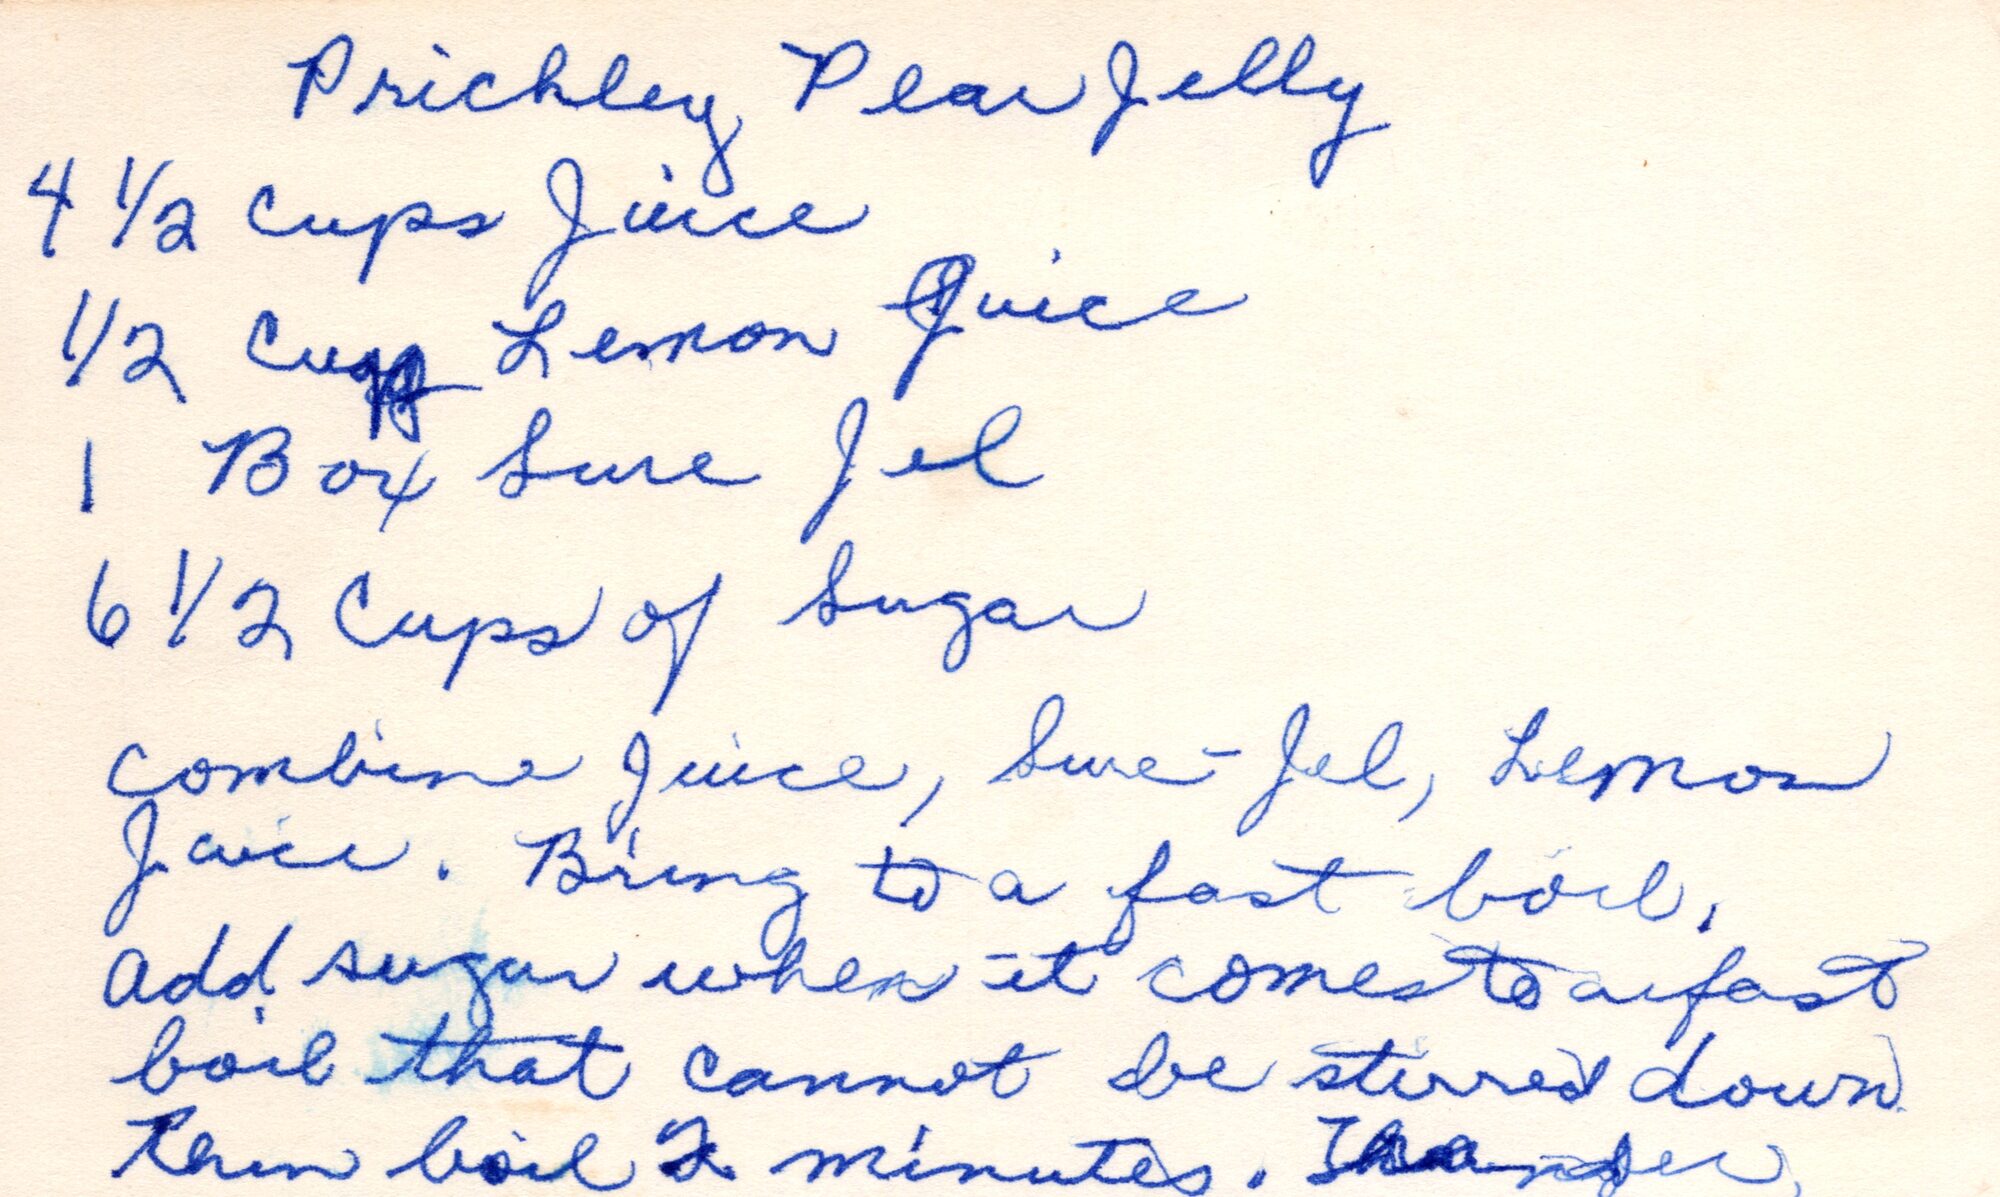 Prickley Pear Jelly
4 1/2 Cups Juice
1/2 Cup Lemon Juice
1 Box Sure Jel
6 1/2 Cups of Sugar
combine Juice, Sure-Jel, Lemon
Juice. Bring to a fast boil.
add sugar when it comes to a fast
boil that cannot be stirred down
boil 2 minutes.